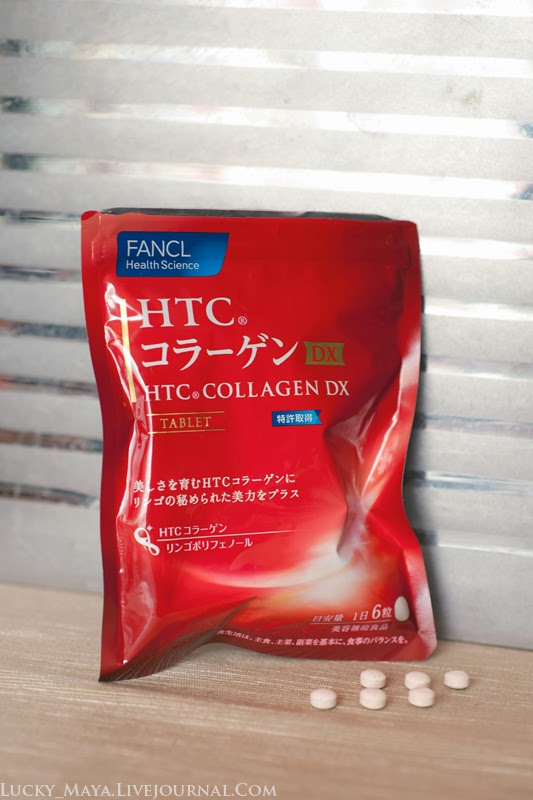 FANCL
Health Science
HTC®
コラーゲン DX
HTC® COLLAGEN DX
TABLET
特許取得
美しさを育むHTCコラーゲンに
リンゴの秘められた美力をプラス
HTCコラーゲン
リンゴポリフェノール
目安量 1日6粒
美容補助食品
食生活は、主食、主菜、副菜を基本に、食事のバランスを。
Lucky_Maya.Livejournal.Com